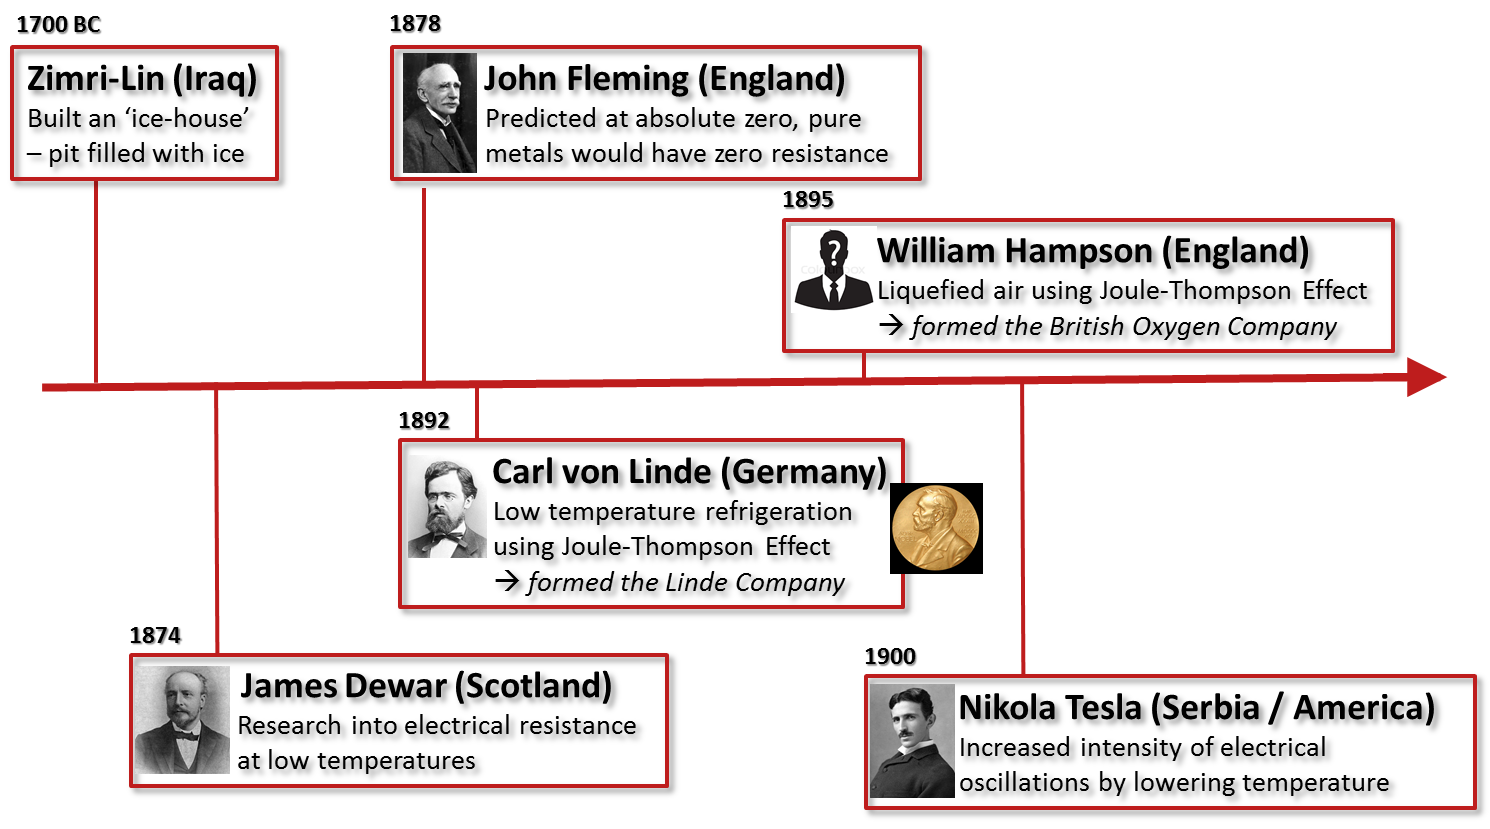 1700 BC
Zimri-Lin (Iraq)
Built an ‘ice-house’
– pit filled with ice
1878
John Fleming (England)
Predicted at absolute zero, pure
metals would have zero resistance
1895
?
William Hampson (England)
Liquefied air using Joule-Thompson Effect
→ formed the British Oxygen Company
1892
Carl von Linde (Germany)
Low temperature refrigeration
using Joule-Thompson Effect
→ formed the Linde Company
1874
James Dewar (Scotland)
Research into electrical resistance
at low temperatures
1900
Nikola Tesla (Serbia / America)
Increased intensity of electrical
oscillations by lowering temperature